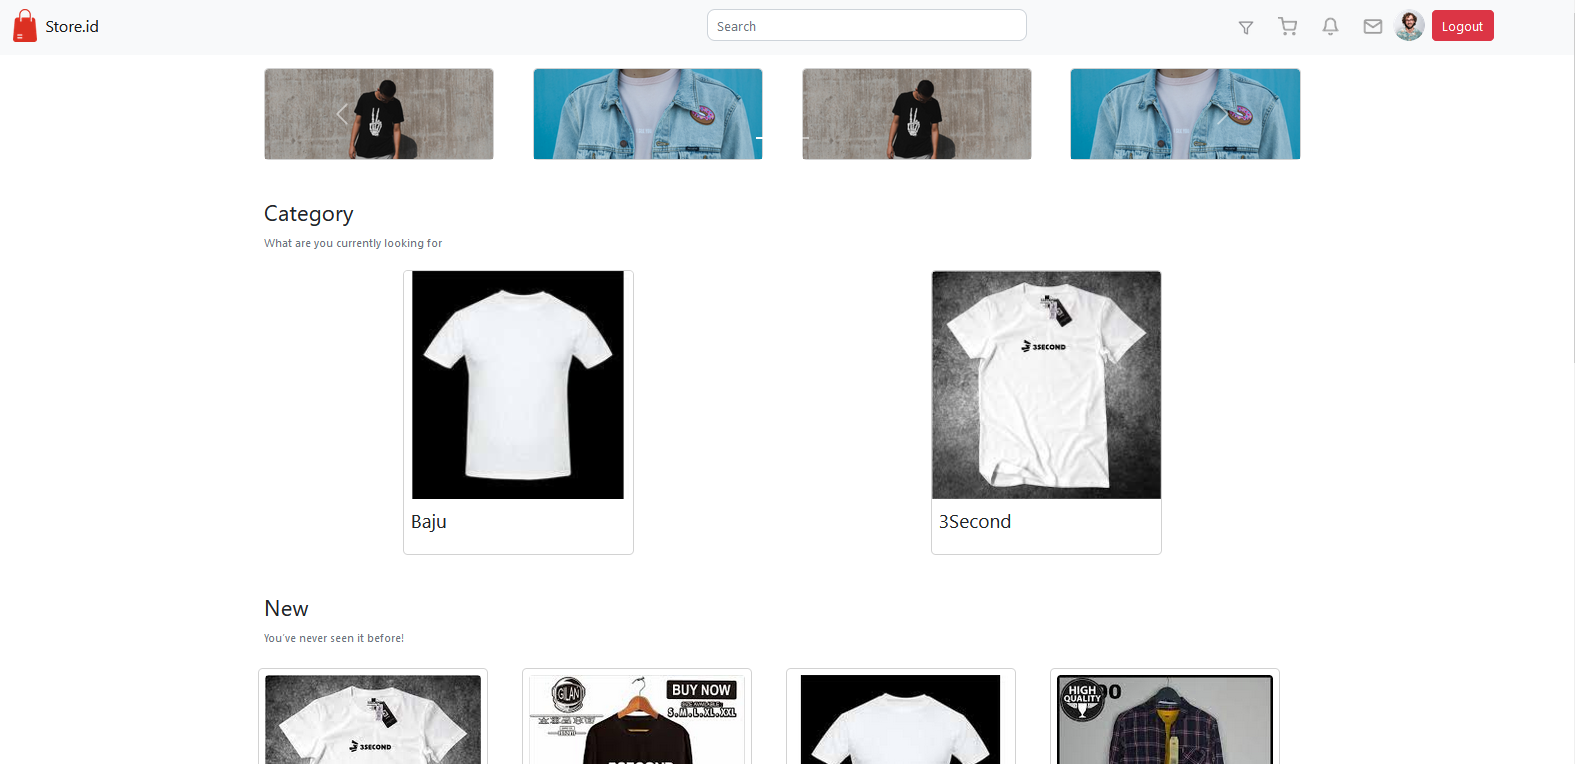 Store.id
Search
Logout
Category
What are you currently looking for
3SECOND
Baju
3Second
New
You've never seen it before!
3SECOND
GILAN
BUY NOW
S.M.L.XL.XXL
HIGH
QUALITY